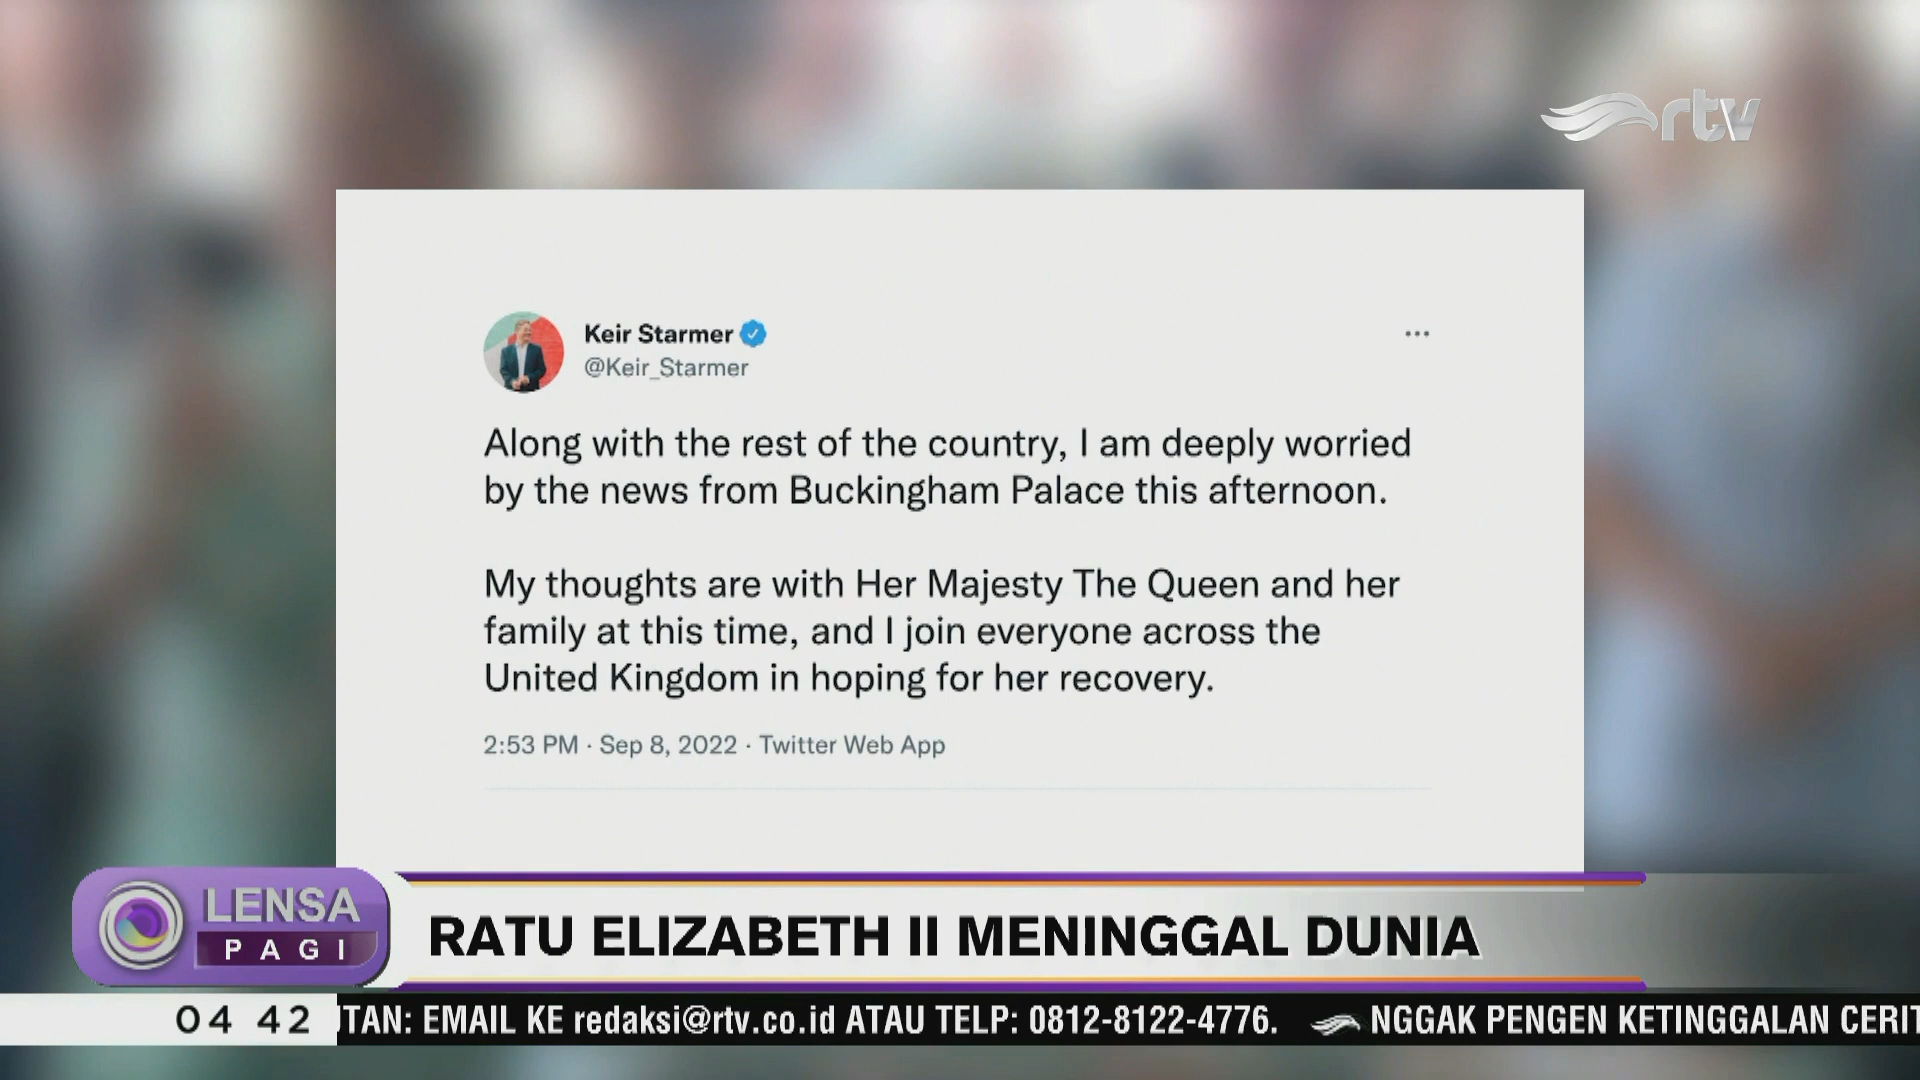 rtv
Keir Starmer
@Keir_Starmer
Along with the rest of the country, I am deeply worried
by the news from Buckingham Palace this afternoon.
My thoughts are with Her Majesty The Queen and her
family at this time, and I join everyone across the
United Kingdom in hoping for her recovery.
2:53 PM · Sep 8, 2022 · Twitter Web App
LENSA
PAGI
RATU ELIZABETH II MENINGGAL DUNIA
04 42
UTAN: EMAIL KE redaksi@rtv.co.id ATAU TELP: 0812-8122-4776. NGGAK PENGEN KETINGGALAN CERIT